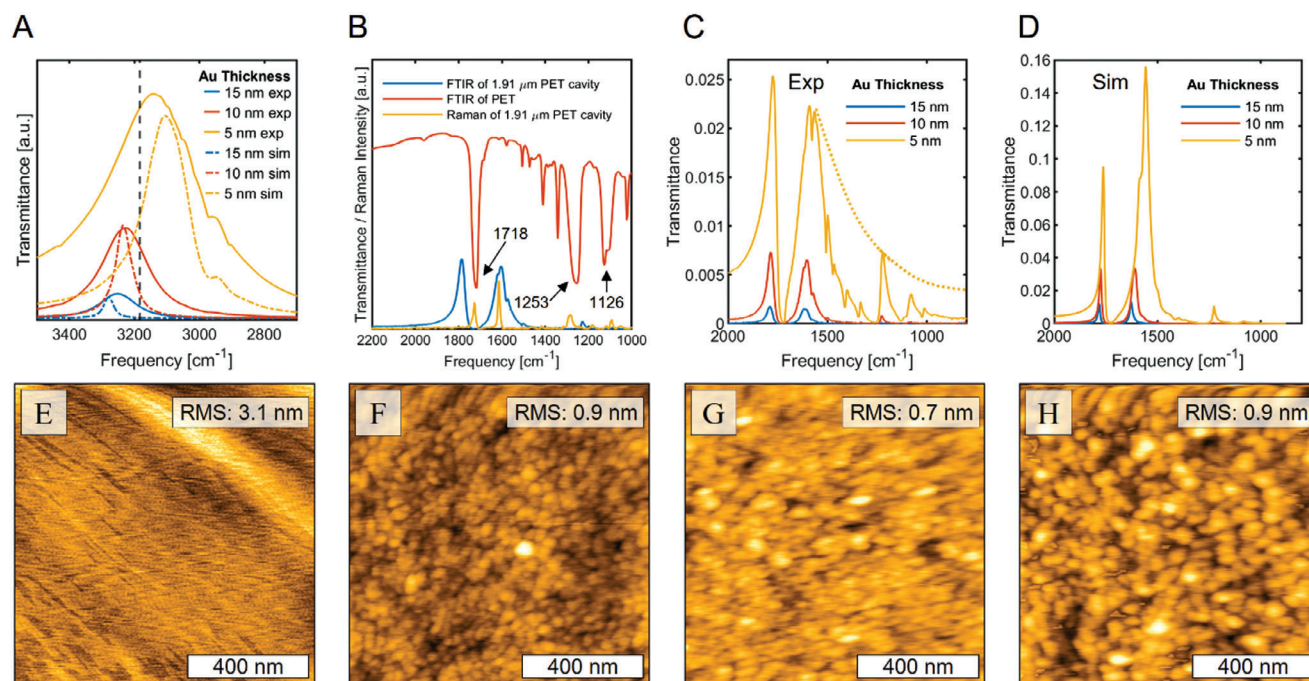 A
Au Thickness
15 nm exp
10 nm exp
5 nm exp
15 nm sim
10 nm sim
5 nm sim
Transmittance [a.u.]
3400 3200 3000 2800
Frequency [cm⁻¹]
B
FTIR of 1.91 μm PET cavity
FTIR of PET
Raman of 1.91 μm PET cavity
1718
1253
1126
Transmittance / Raman Intensity [a.u.]
2200 2000 1800 1600 1400 1200 1000
Frequency [cm⁻¹]
C
Exp
Au Thickness
15 nm
10 nm
5 nm
Transmittance
0.025
0.02
0.015
0.01
0.005
0
2000 1500 1000
Frequency [cm⁻¹]
D
Sim
Au Thickness
15 nm
10 nm
5 nm
Transmittance
0.16
0.14
0.12
0.1
0.08
0.06
0.04
0.02
0
2000 1500 1000
Frequency [cm⁻¹]
E
RMS: 3.1 nm
400 nm
F
RMS: 0.9 nm
400 nm
G
RMS: 0.7 nm
400 nm
H
RMS: 0.9 nm
400 nm